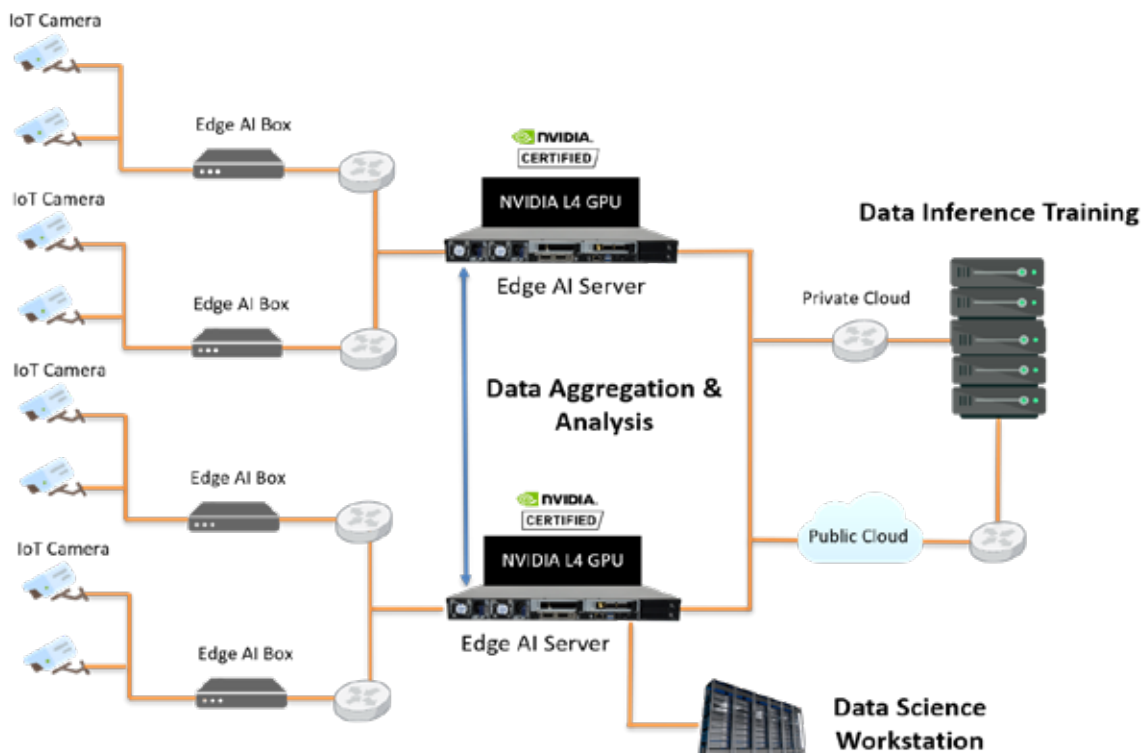 IoT Camera
Edge AI Box
NVIDIA.
CERTIFIED
NVIDIA L4 GPU
Edge AI Server
IoT Camera
Edge AI Box
Data Inference Training
Private Cloud
Data Aggregation &
Analysis
IoT Camera
Edge AI Box
NVIDIA.
CERTIFIED
NVIDIA L4 GPU
Edge AI Server
Public Cloud
IoT Camera
Edge AI Box
Data Science
Workstation